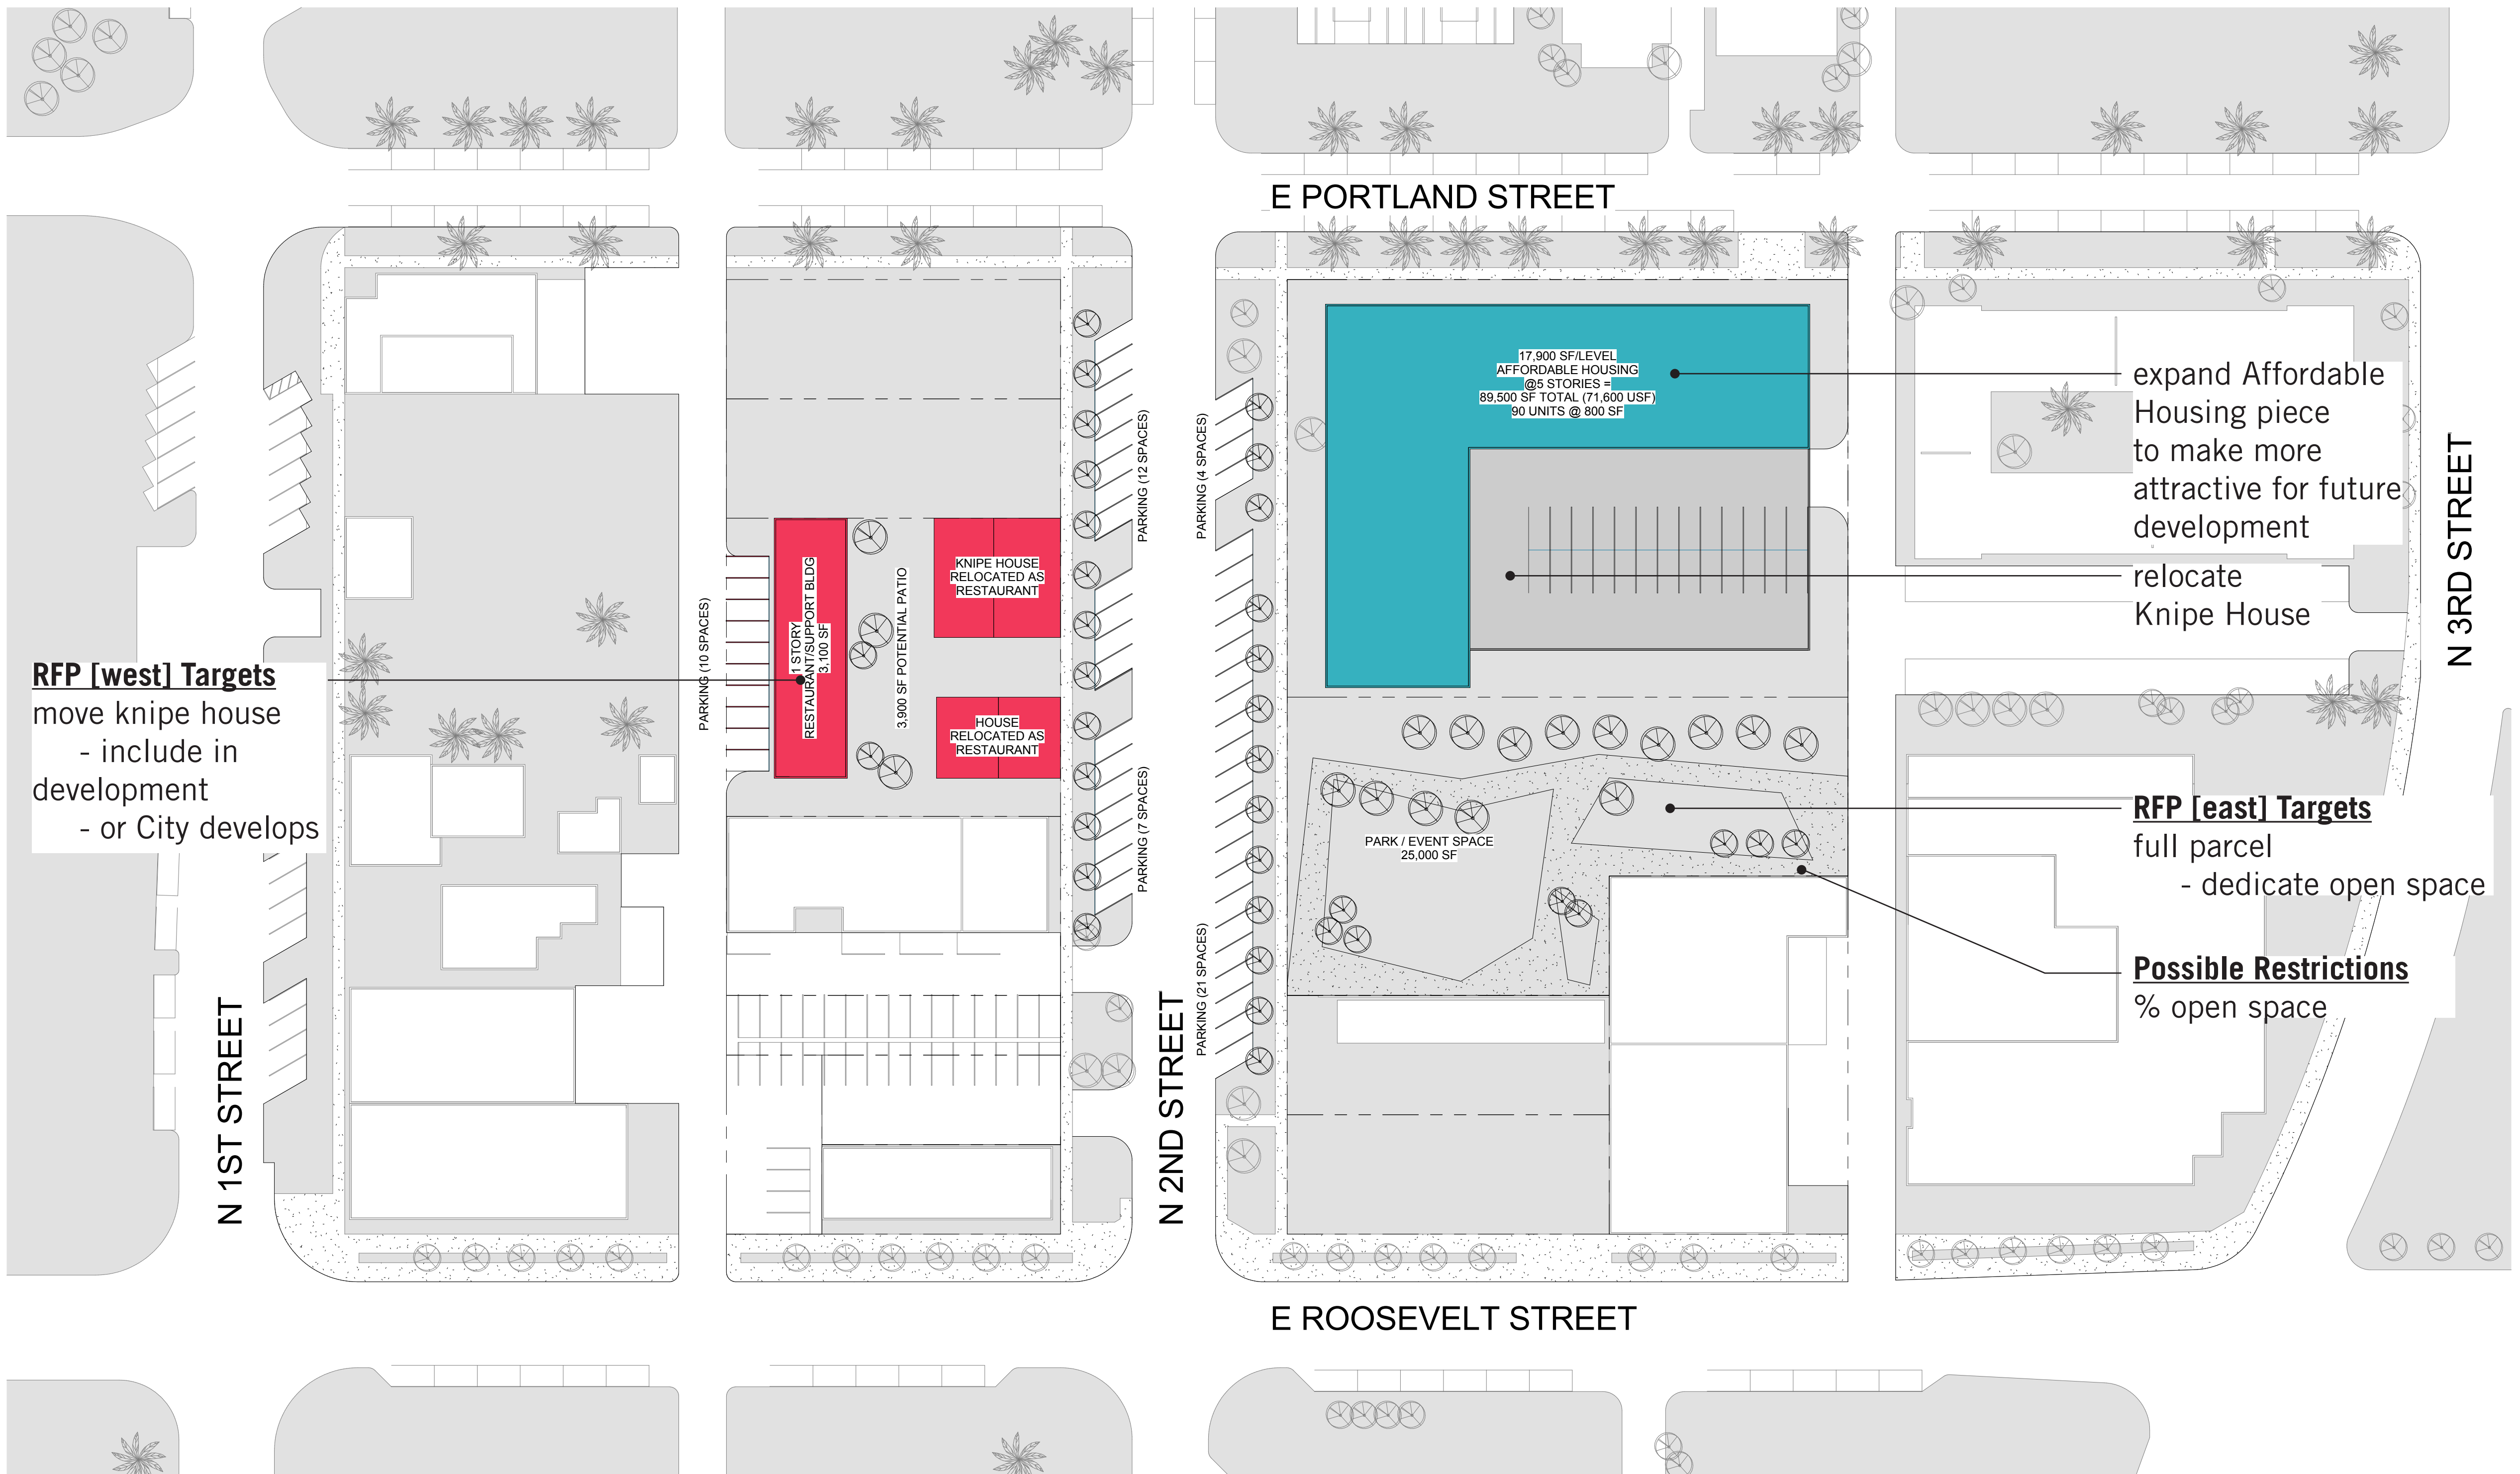 E PORTLAND STREET
17,900 SF/LEVEL
AFFORDABLE HOUSING
@5 STORIES =
89,500 SF TOTAL (71,600 USF)
90 UNITS @ 800 SF
expand Affordable
Housing piece
to make more
attractive for future
development
relocate
Knipe House
N 3RD STREET
PARKING (12 SPACES)
PARKING (4 SPACES)
KNIPE HOUSE
RELOCATED AS
RESTAURANT
1 STORY
RESTAURANT/SUPPORT BLDG
3,100 SF
3,900 SF POTENTIAL PATIO
PARKING (10 SPACES)
HOUSE
RELOCATED AS
RESTAURANT
RFP [west] Targets
move knipe house
- include in
development
- or City develops
PARKING (7 SPACES)
PARK / EVENT SPACE
25,000 SF
RFP [east] Targets
full parcel
- dedicate open space
Possible Restrictions
% open space
PARKING (21 SPACES)
N 1ST STREET
N 2ND STREET
E ROOSEVELT STREET